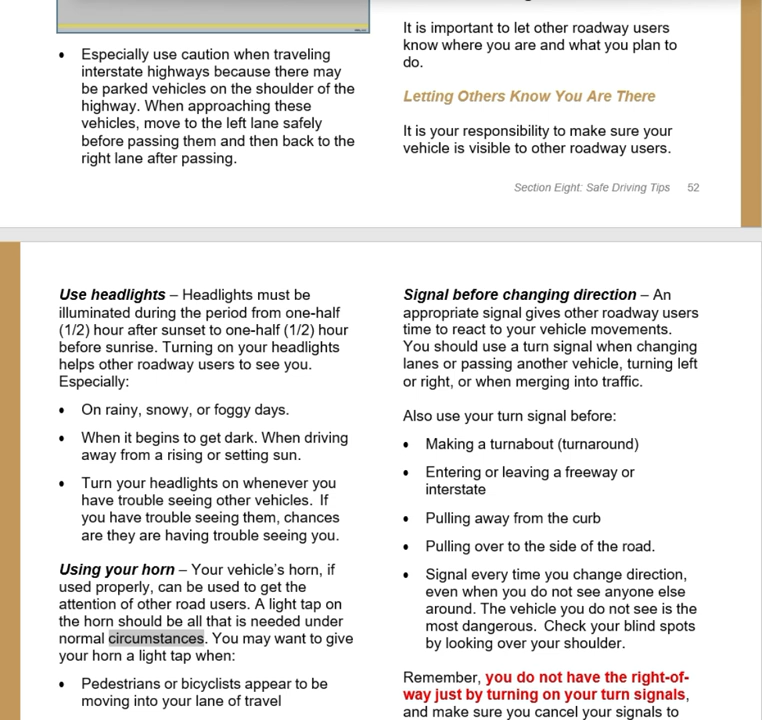 • Especially use caution when traveling
interstate highways because there may
be parked vehicles on the shoulder of the
highway. When approaching these
vehicles, move to the left lane safely
before passing them and then back to the
right lane after passing.
It is important to let other roadway users
know where you are and what you plan to
do.
Letting Others Know You Are There
It is your responsibility to make sure your
vehicle is visible to other roadway users.
Section Eight: Safe Driving Tips 52
Use headlights – Headlights must be
illuminated during the period from one-half
(1/2) hour after sunset to one-half (1/2) hour
before sunrise. Turning on your headlights
helps other roadway users to see you.
Especially:
• On rainy, snowy, or foggy days.
• When it begins to get dark. When driving
away from a rising or setting sun.
• Turn your headlights on whenever you
have trouble seeing other vehicles. If
you have trouble seeing them, chances
are they are having trouble seeing you.
Using your horn – Your vehicle's horn, if
used properly, can be used to get the
attention of other road users. A light tap on
the horn should be all that is needed under
normal circumstances. You may want to give
your horn a light tap when:
• Pedestrians or bicyclists appear to be
moving into your lane of travel
Signal before changing direction – An
appropriate signal gives other roadway users
time to react to your vehicle movements.
You should use a turn signal when changing
lanes or passing another vehicle, turning left
or right, or when merging into traffic.
Also use your turn signal before:
• Making a turnabout (turnaround)
• Entering or leaving a freeway or
interstate
• Pulling away from the curb
• Pulling over to the side of the road.
• Signal every time you change direction,
even when you do not see anyone else
around. The vehicle you do not see is the
most dangerous. Check your blind spots
by looking over your shoulder.
Remember, you do not have the right-of-
way just by turning on your turn signals,
and make sure you cancel your signals to